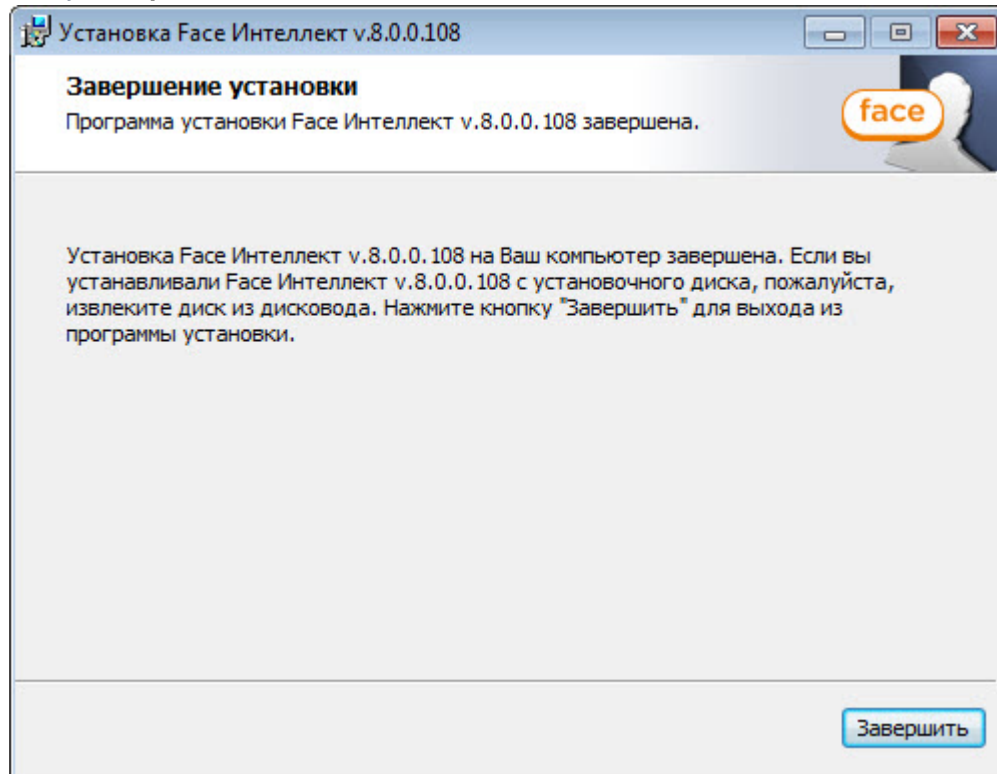 Установка Face Интеллект v.8.0.0.108
Завершение установки
Программа установки Face Интеллект v.8.0.0.108 завершена.
face
Установка Face Интеллект v.8.0.0.108 на Ваш компьютер завершена. Если вы
устанавливали Face Интеллект v.8.0.0.108 с установочного диска, пожалуйста,
извлеките диск из дисковода. Нажмите кнопку "Завершить" для выхода из
программы установки.
Завершить